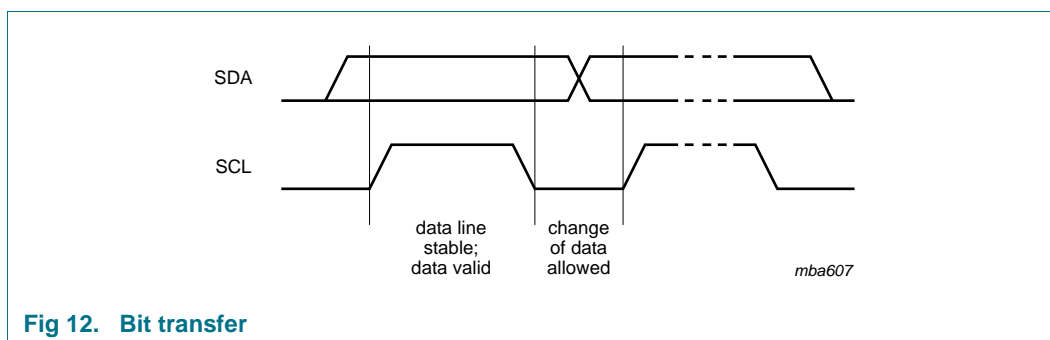 SDA
SCL
data line
stable;
data valid
change
of data
allowed
mba607
Fig 12. Bit transfer